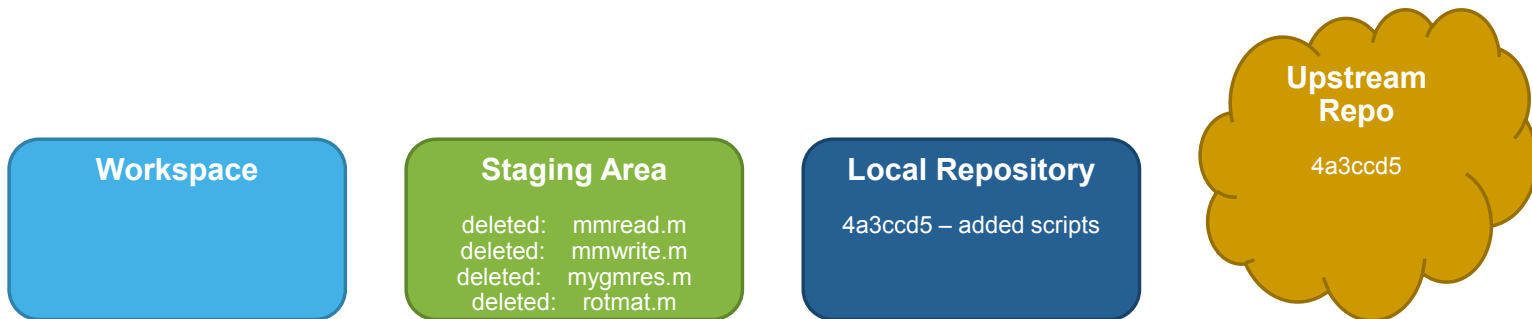 Workspace
Staging Area
deleted: mmread.m
deleted: mmwrite.m
deleted: mygmres.m
deleted: rotmat.m
Local Repository
4a3ccd5 – added scripts
Upstream
Repo
4a3ccd5